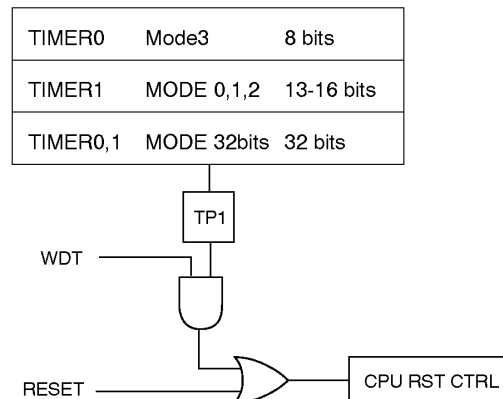 TIMER0 Mode3 8 bits
TIMER1 MODE 0,1,2 13-16 bits
TIMER0,1 MODE 32bits 32 bits
TP1
WDT
RESET
CPU RST CTRL